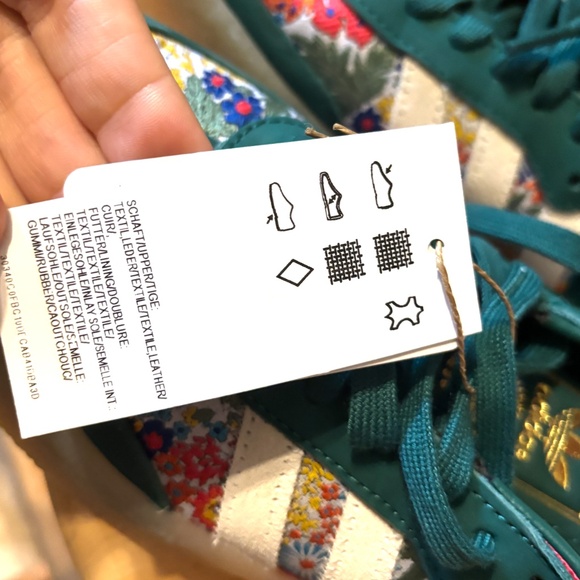 SCHAFT/UPPER/TIGE:
TEXTIL,LEDER/TEXTILE/TEXTILE,LEATHER/
CUIR/
FUTTER/LINING/DOUBLURE:
TEXTIL/TEXTILE/TEXTILE/
EINLEGESOHLE/INLAY SOLE/SEMELLE INT.:
TEXTIL/TEXTILE/TEXTILE/
LAUFSOHLE/OUTSOLE/SEMELLE
GUMMI/RUBBER/CAOUTCHOUC/